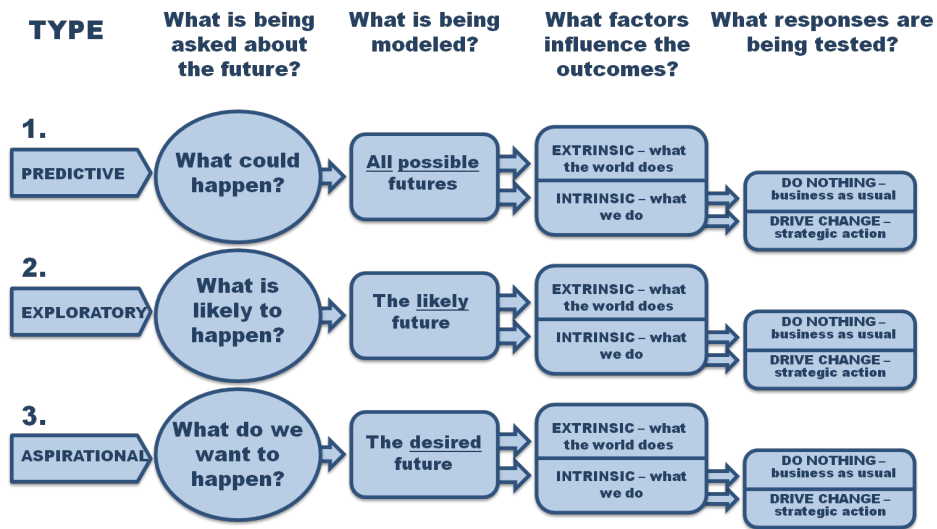 TYPE
What is being
asked about
the future?
What is being
modeled?
What factors
influence the
outcomes?
What responses are
being tested?
1.
PREDICTIVE
What could
happen?
All possible
futures
EXTRINSIC – what
the world does
INTRINSIC – what
we do
DO NOTHING –
business as usual
DRIVE CHANGE –
strategic action
2.
EXPLORATORY
What is
likely to
happen?
The likely
future
EXTRINSIC – what
the world does
INTRINSIC – what
we do
DO NOTHING –
business as usual
DRIVE CHANGE –
strategic action
3.
ASPIRATIONAL
What do we
want to
happen?
The desired
future
EXTRINSIC – what
the world does
INTRINSIC – what
we do
DO NOTHING –
business as usual
DRIVE CHANGE –
strategic action